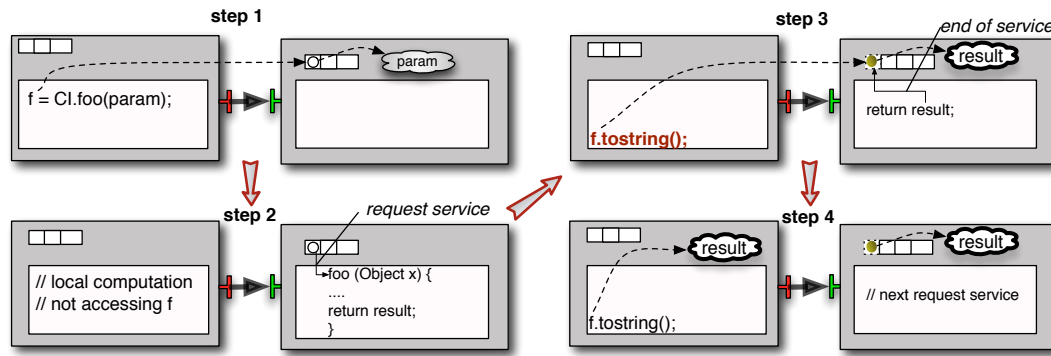 step 1
param
f = CI.foo(param);
step 2
request service
// local computation
// not accessing f
foo (Object x) {
....
return result;
}
step 3
end of service
result
return result;
f.tostring();
step 4
result
result
f.tostring();
// next request service